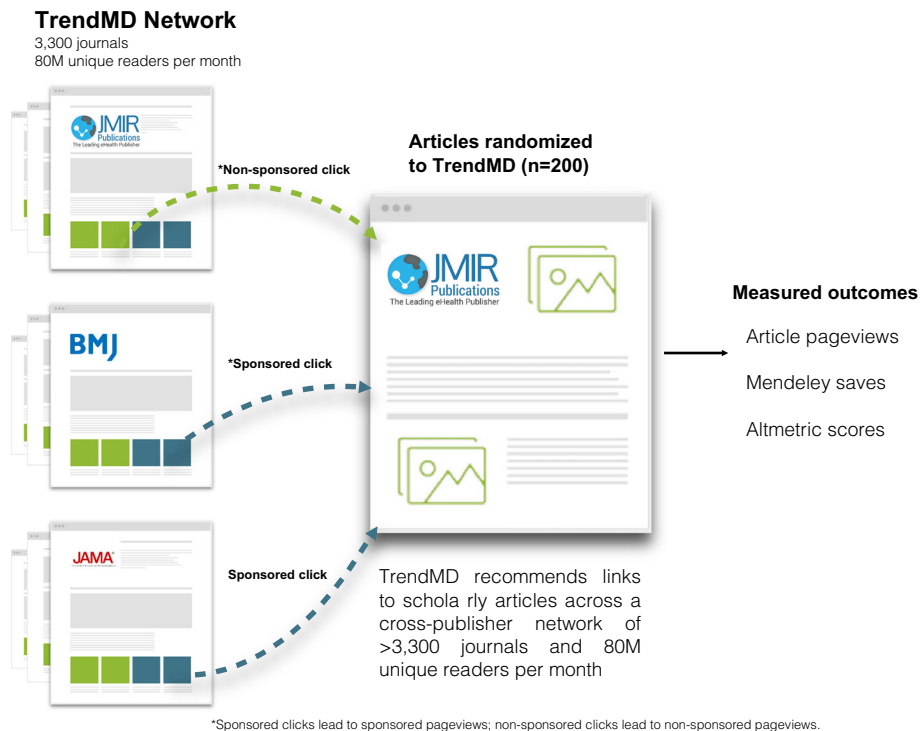 TrendMD Network
3,300 journals
80M unique readers per month
JMIR
Publications
The Leading eHealth Publisher
*Non-sponsored click
Articles randomized
to TrendMD (n=200)
JMIR
Publications
The Leading eHealth Publisher
BMJ
*Sponsored click
Measured outcomes
Article pageviews
Mendeley saves
Altmetric scores
JAMA
Sponsored click
TrendMD recommends links
to schola rly articles across a
cross-publisher network of
>3,300 journals and 80M
unique readers per month
*Sponsored clicks lead to sponsored pageviews; non-sponsored clicks lead to non-sponsored pageviews.